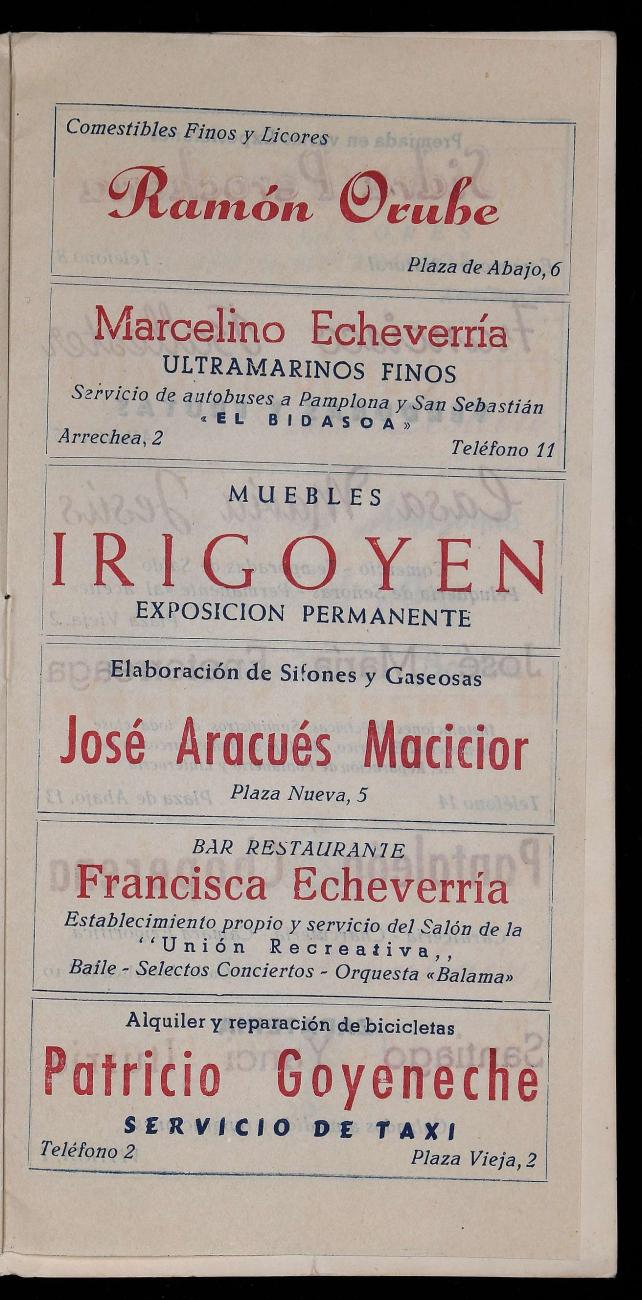 Comestibles Finos y Licores
Ramón Orube
Plaza de Abajo, 6
Marcelino Echeverría
ULTRAMARINOS FINOS
Servicio de autobuses a Pamplona y San Sebastián
«EL BIDASOA»
Arrechea, 2 Teléfono 11
MUEBLES
IRIGOYEN
EXPOSICION PERMANENTE
Elaboración de Sifones y Gaseosas
José Aracués Macicior
Plaza Nueva, 5
BAR RESTAURANTE
Francisca Echeverría
Establecimiento propio y servicio del Salón de la
''Unión Recreativa,,
Baile - Selectos Conciertos - Orquesta «Balama»
Alquiler y reparación de bicicletas
Patricio Goyeneche
SERVICIO DE TAXI
Teléfono 2 Plaza Vieja, 2